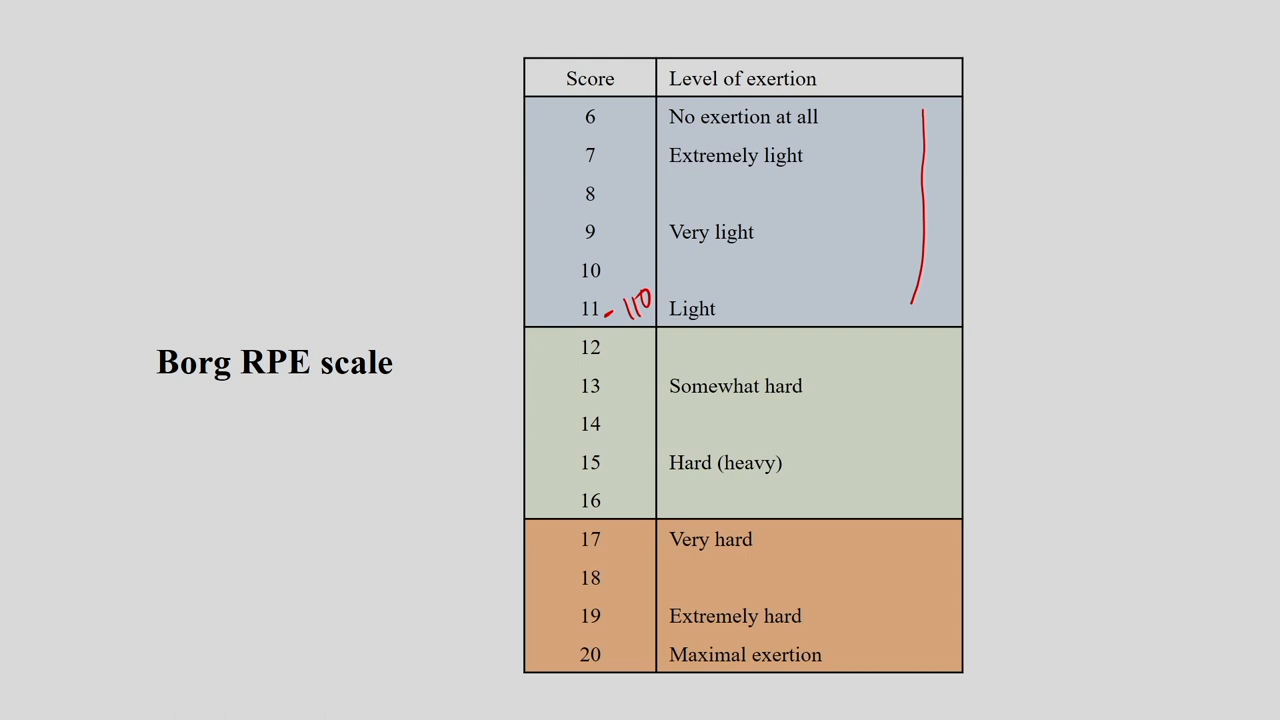 Score Level of exertion
6 No exertion at all
7 Extremely light
8
9 Very light
10
11 - 110 Light
12
Borg RPE scale
13 Somewhat hard
14
15 Hard (heavy)
16
17 Very hard
18
19 Extremely hard
20 Maximal exertion